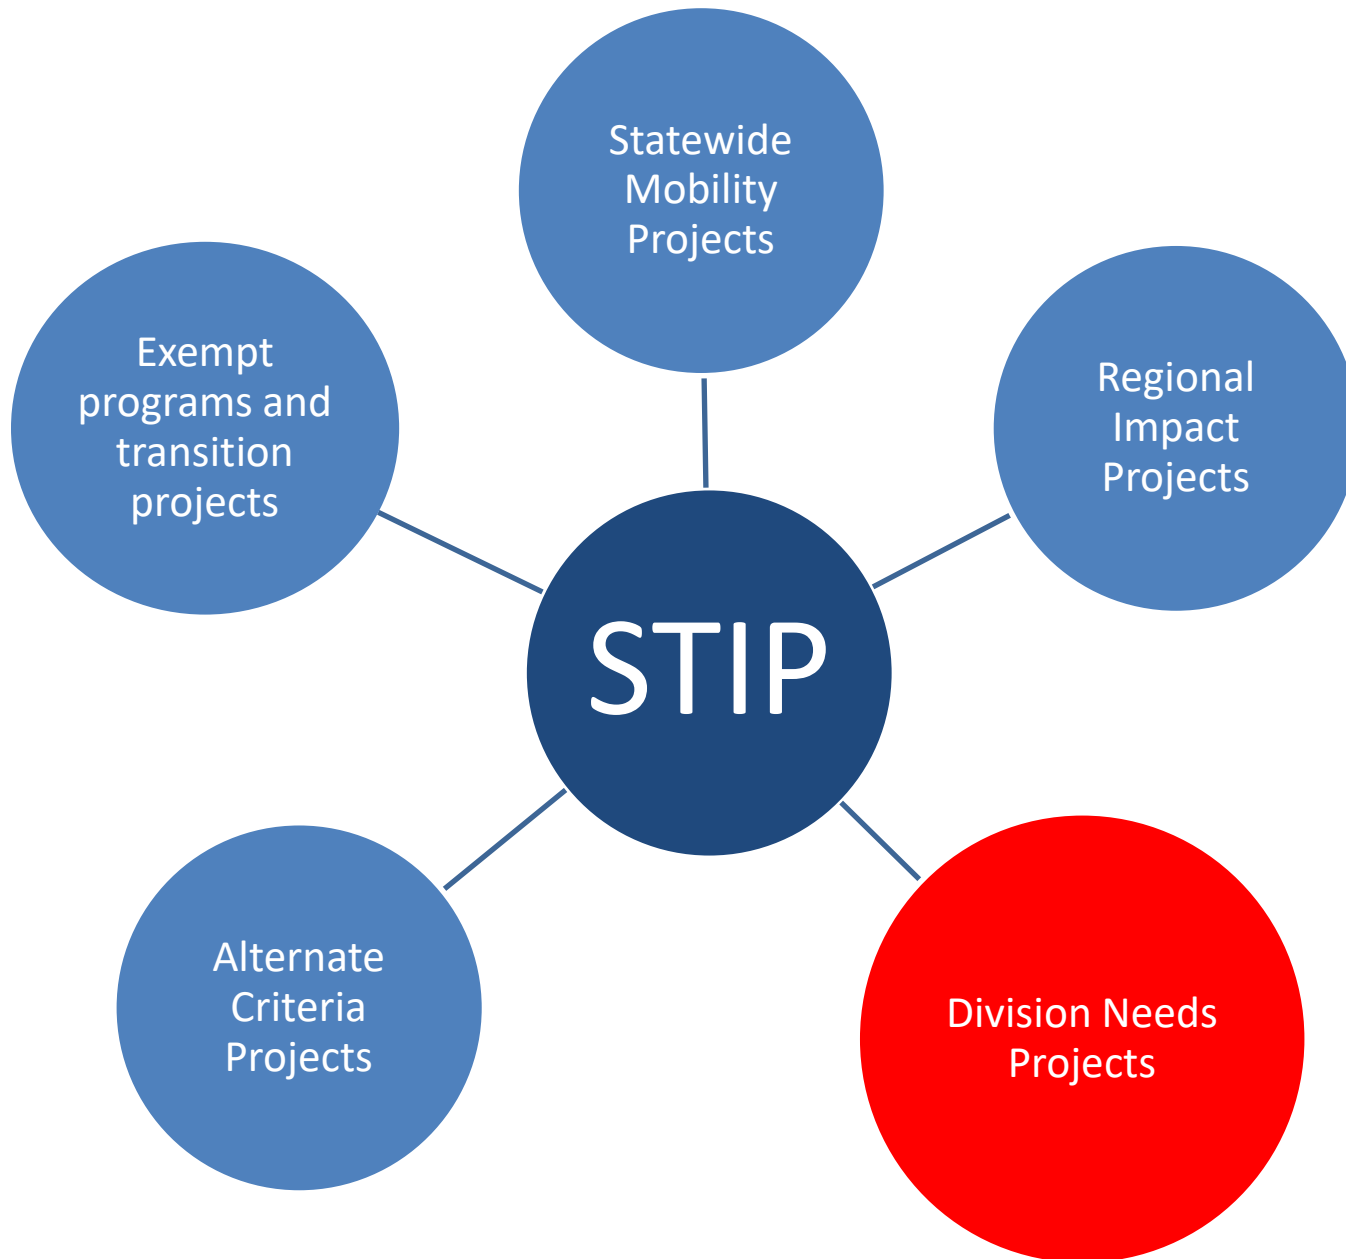 Statewide
Mobility
Projects
Exempt
programs and
transition
projects
Regional
Impact
Projects
STIP
Alternate
Criteria
Projects
Division Needs
Projects